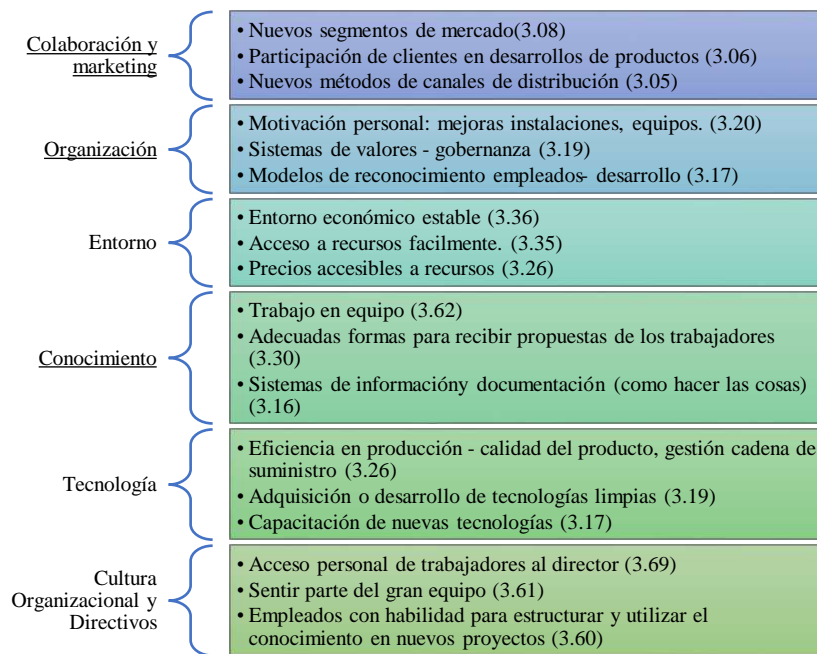 Colaboración y
marketing
• Nuevos segmentos de mercado(3.08)
• Participación de clientes en desarrollos de productos (3.06)
• Nuevos métodos de canales de distribución (3.05)
Organización
• Motivación personal: mejoras instalaciones, equipos. (3.20)
• Sistemas de valores - gobernanza (3.19)
• Modelos de reconocimiento empleados- desarrollo (3.17)
Entorno
• Entorno económico estable (3.36)
• Acceso a recursos facilmente. (3.35)
• Precios accesibles a recursos (3.26)
Conocimiento
• Trabajo en equipo (3.62)
• Adecuadas formas para recibir propuestas de los trabajadores
(3.30)
• Sistemas de informacióny documentación (como hacer las cosas)
(3.16)
Tecnología
• Eficiencia en producción - calidad del producto, gestión cadena de
suministro (3.26)
• Adquisición o desarrollo de tecnologías limpias (3.19)
• Capacitación de nuevas tecnologías (3.17)
Cultura
Organizacional y
Directivos
• Acceso personal de trabajadores al director (3.69)
• Sentir parte del gran equipo (3.61)
• Empleados con habilidad para estructurar y utilizar el
conocimiento en nuevos proyectos (3.60)